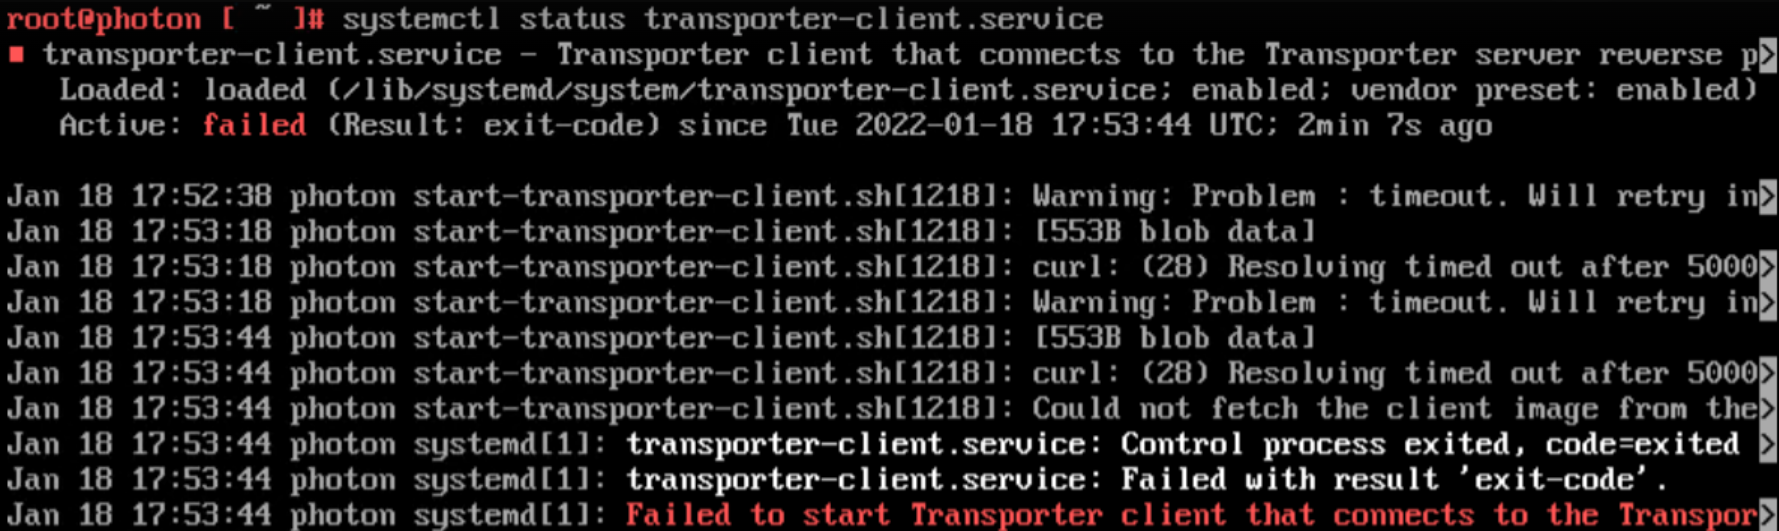 root@photon [ ~ ]# systemctl status transporter-client.service
■ transporter-client.service - Transporter client that connects to the Transporter server reverse p>
Loaded: loaded (/lib/systemd/system/transporter-client.service; enabled; vendor preset: enabled)
Active: failed (Result: exit-code) since Tue 2022-01-18 17:53:44 UTC; 2min 7s ago
Jan 18 17:52:38 photon start-transporter-client.sh[1218]: Warning: Problem : timeout. Will retry in>
Jan 18 17:53:18 photon start-transporter-client.sh[1218]: [553B blob data]
Jan 18 17:53:18 photon start-transporter-client.sh[1218]: curl: (28) Resolving timed out after 5000>
Jan 18 17:53:18 photon start-transporter-client.sh[1218]: Warning: Problem : timeout. Will retry in>
Jan 18 17:53:44 photon start-transporter-client.sh[1218]: [553B blob data]
Jan 18 17:53:44 photon start-transporter-client.sh[1218]: curl: (28) Resolving timed out after 5000>
Jan 18 17:53:44 photon start-transporter-client.sh[1218]: Could not fetch the client image from the>
Jan 18 17:53:44 photon systemd[1]: transporter-client.service: Control process exited, code=exited >
Jan 18 17:53:44 photon systemd[1]: transporter-client.service: Failed with result 'exit-code'.
Jan 18 17:53:44 photon systemd[1]: Failed to start Transporter client that connects to the Transpor>